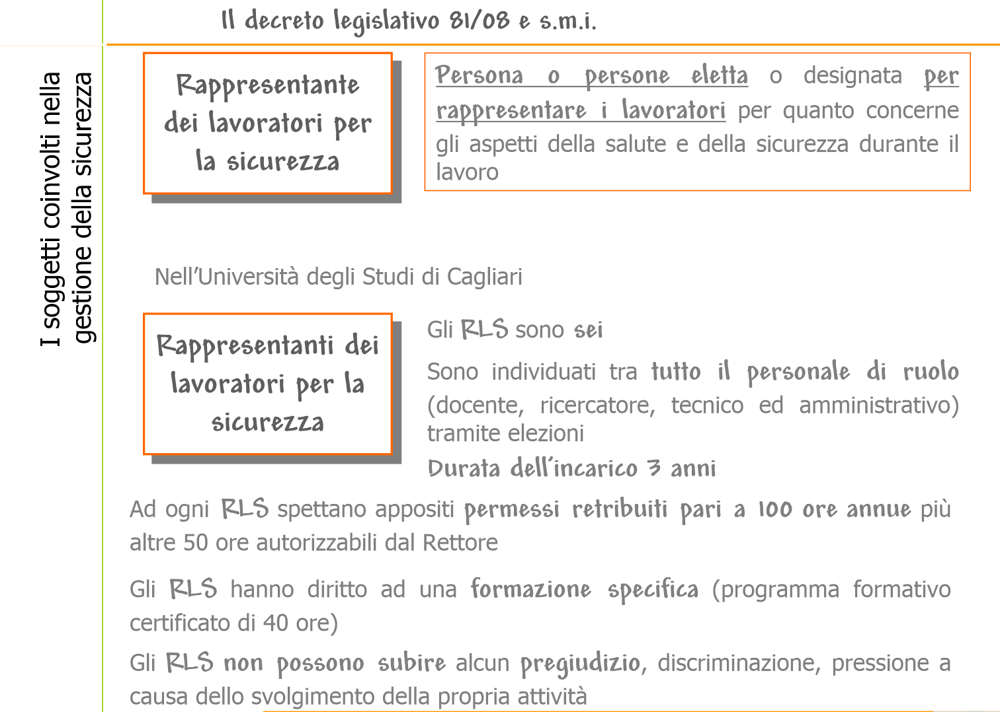 Il decreto legislativo 81/08 e s.m.i.
I soggetti coinvolti nella
gestione della sicurezza
Rappresentante
dei lavoratori per
la sicurezza
Persona o persone eletta o designata per
rappresentare i lavoratori per quanto concerne
gli aspetti della salute e della sicurezza durante il
lavoro
Nell’Università degli Studi di Cagliari
Rappresentanti dei
lavoratori per la
sicurezza
Gli RLS sono sei
Sono individuati tra tutto il personale di ruolo
(docente, ricercatore, tecnico ed amministrativo)
tramite elezioni
Durata dell’incarico 3 anni
Ad ogni RLS spettano appositi permessi retribuiti pari a 100 ore annue più
altre 50 ore autorizzabili dal Rettore
Gli RLS hanno diritto ad una formazione specifica (programma formativo
certificato di 40 ore)
Gli RLS non possono subire alcun pregiudizio, discriminazione, pressione a
causa dello svolgimento della propria attività